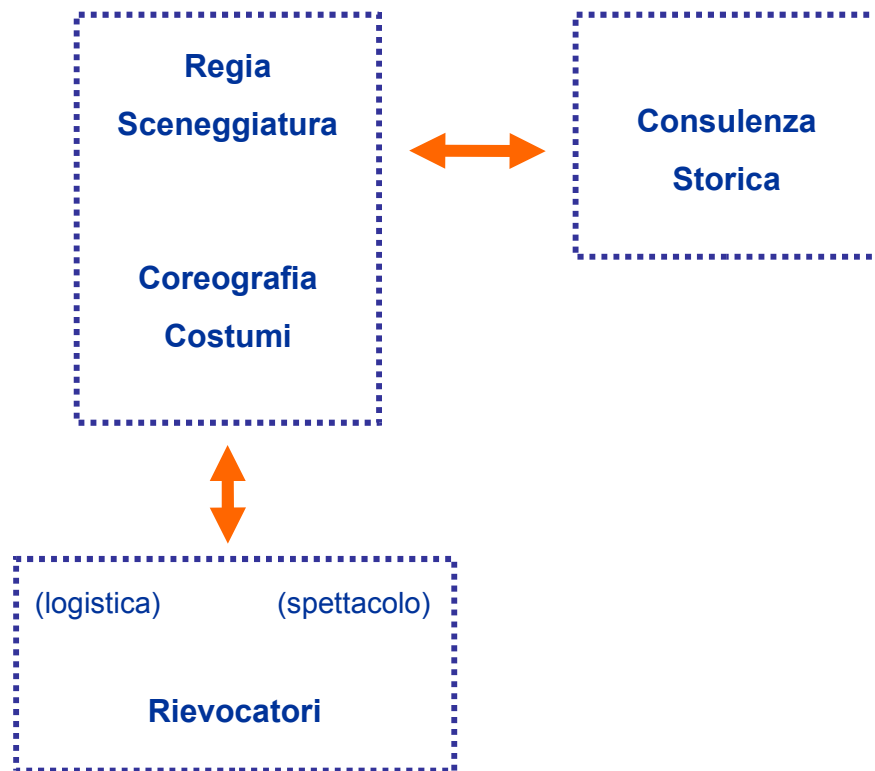 Regia
Sceneggiatura
Coreografia
Costumi
Consulenza
Storica
(logistica) (spettacolo)
Rievocatori